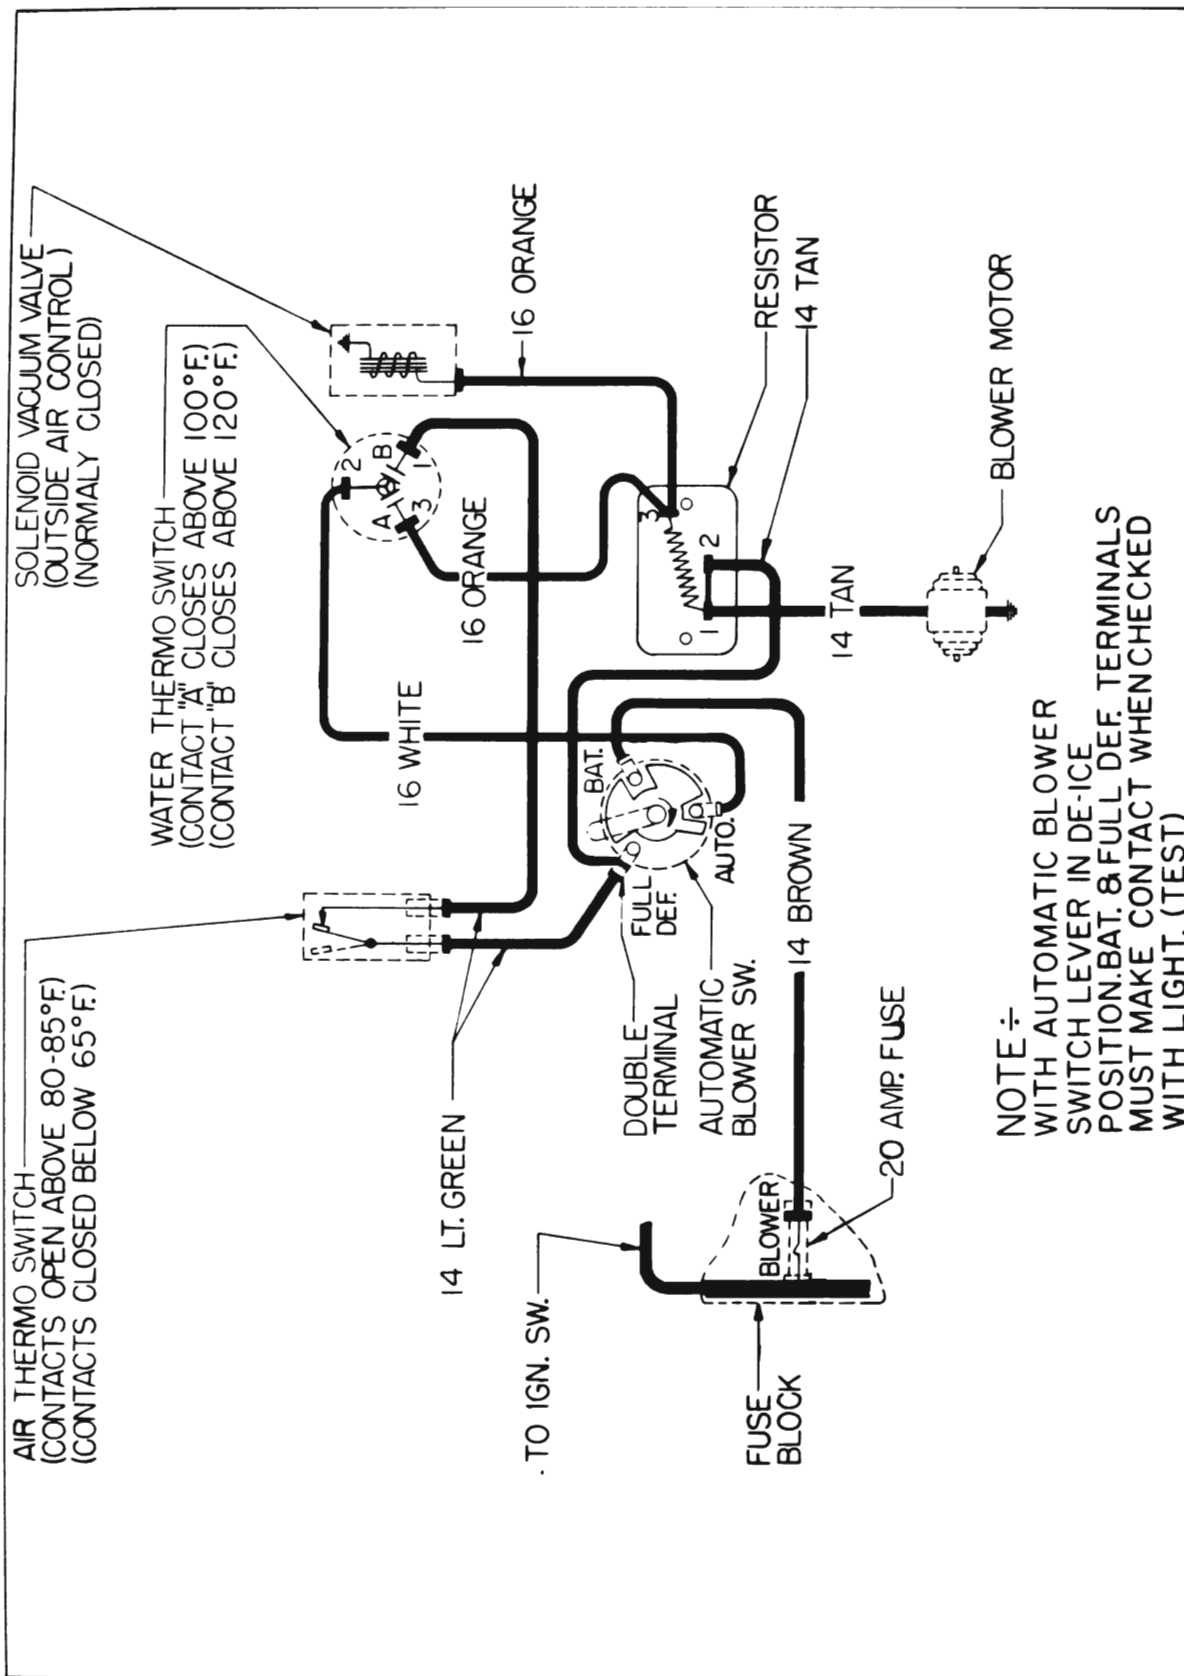 AIR THERMO SWITCH
(CONTACTS OPEN ABOVE 80-85°F.)
(CONTACTS CLOSED BELOW 65°F.)
SOLENOID VACUUM VALVE
(OUTSIDE AIR CONTROL)
(NORMALY CLOSED)
WATER THERMO SWITCH
(CONTACT "A" CLOSES ABOVE 100°F.)
(CONTACT "B" CLOSES ABOVE 120°F.)
2
A
B
3
1
14 LT. GREEN
16 WHITE
16 ORANGE
16 ORANGE
TO IGN. SW.
DOUBLE
TERMINAL
FULL
DEF.
BAT.
AUTO.
AUTOMATIC
BLOWER SW.
3
2
1
RESISTOR
14 TAN
14 TAN
FUSE
BLOCK
BLOWER
14 BROWN
20 AMP. FUSE
BLOWER MOTOR
NOTE ÷
WITH AUTOMATIC BLOWER
SWITCH LEVER IN DE-ICE
POSITION.BAT. & FULL DEF. TERMINALS
MUST MAKE CONTACT WHEN CHECKED
WITH LIGHT. (TEST)